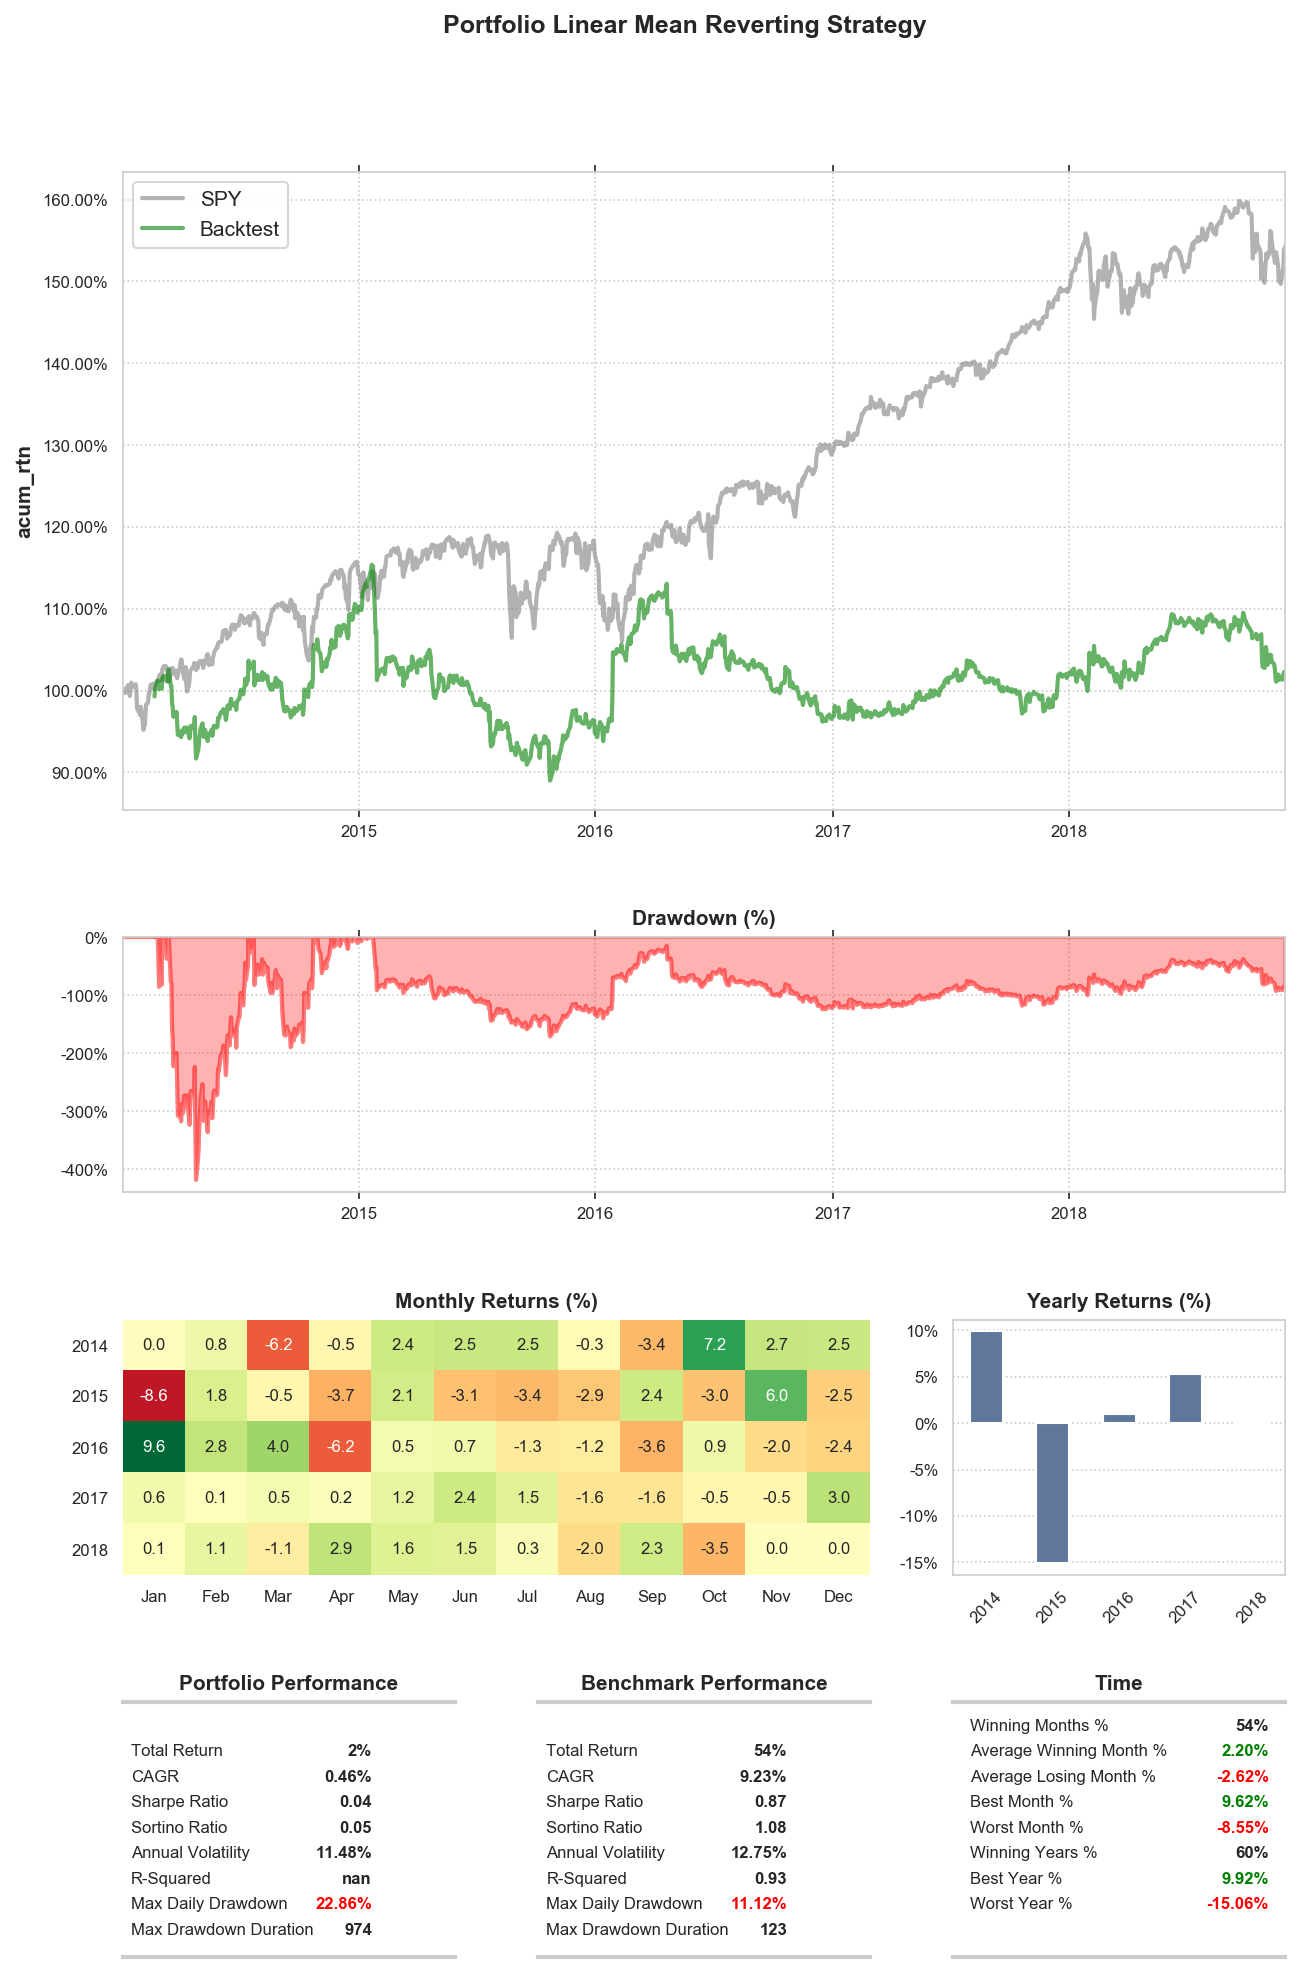 Portfolio Linear Mean Reverting Strategy
SPY
Backtest
acum_rtn
160.00%
150.00%
140.00%
130.00%
120.00%
110.00%
100.00%
90.00%
2015 2016 2017 2018
Drawdown (%)
0%
-100%
-200%
-300%
-400%
2015 2016 2017 2018
Monthly Returns (%)
2014 0.0 0.8 -6.2 -0.5 2.4 2.5 2.5 -0.3 -3.4 7.2 2.7 2.5
2015 -8.6 1.8 -0.5 -3.7 2.1 -3.1 -3.4 -2.9 2.4 -3.0 6.0 -2.5
2016 9.6 2.8 4.0 -6.2 0.5 0.7 -1.3 -1.2 -3.6 0.9 -2.0 -2.4
2017 0.6 0.1 0.5 0.2 1.2 2.4 1.5 -1.6 -1.6 -0.5 -0.5 3.0
2018 0.1 1.1 -1.1 2.9 1.6 1.5 0.3 -2.0 2.3 -3.5 0.0 0.0
Jan Feb Mar Apr May Jun Jul Aug Sep Oct Nov Dec
Yearly Returns (%)
10%
5%
0%
-5%
-10%
-15%
2014 2015 2016 2017 2018
Portfolio Performance
Total Return 2%
CAGR 0.46%
Sharpe Ratio 0.04
Sortino Ratio 0.05
Annual Volatility 11.48%
R-Squared nan
Max Daily Drawdown 22.86%
Max Drawdown Duration 974
Benchmark Performance
Total Return 54%
CAGR 9.23%
Sharpe Ratio 0.87
Sortino Ratio 1.08
Annual Volatility 12.75%
R-Squared 0.93
Max Daily Drawdown 11.12%
Max Drawdown Duration 123
Time
Winning Months % 54%
Average Winning Month % 2.20%
Average Losing Month % -2.62%
Best Month % 9.62%
Worst Month % -8.55%
Winning Years % 60%
Best Year % 9.92%
Worst Year % -15.06%